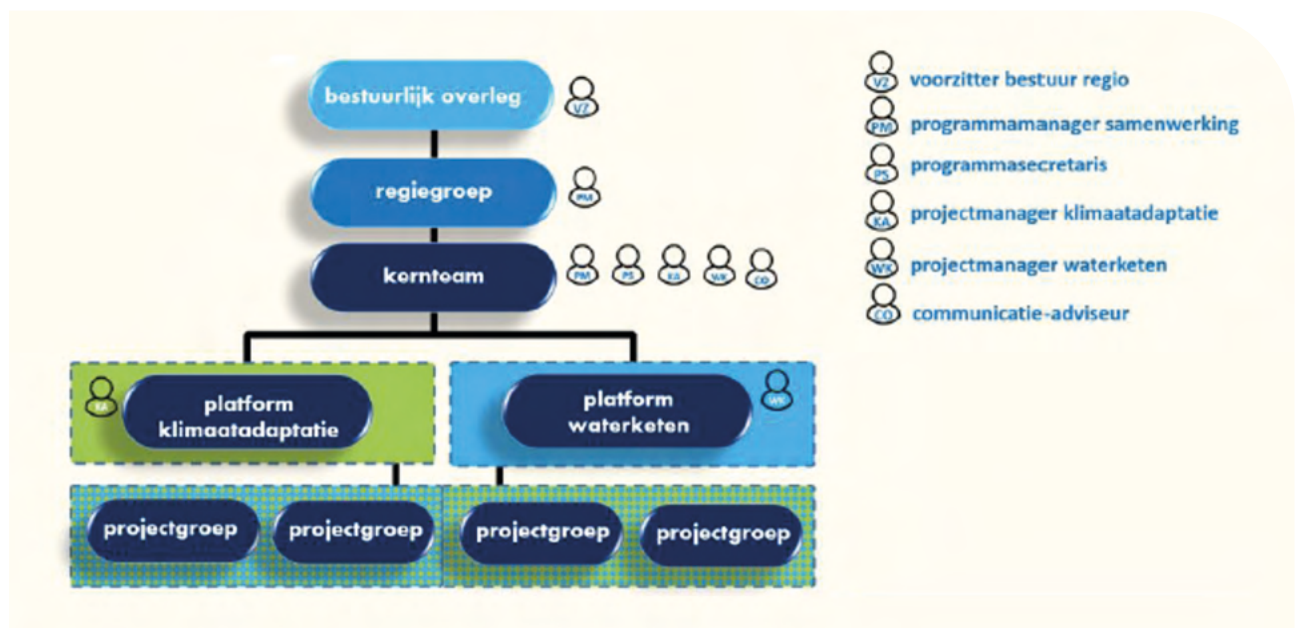 bestuurlijk overleg
VZ
regiegroep
PM
kernteam
PM PS KA WK CO
KA
platform
klimaatadaptatie
platform
waterketen
WK
projectgroep
projectgroep
projectgroep
projectgroep
VZ voorzitter bestuur regio
PM programmamanager samenwerking
PS programmasecretaris
KA projectmanager klimaatadaptatie
WK projectmanager waterketen
CO communicatie-adviseur